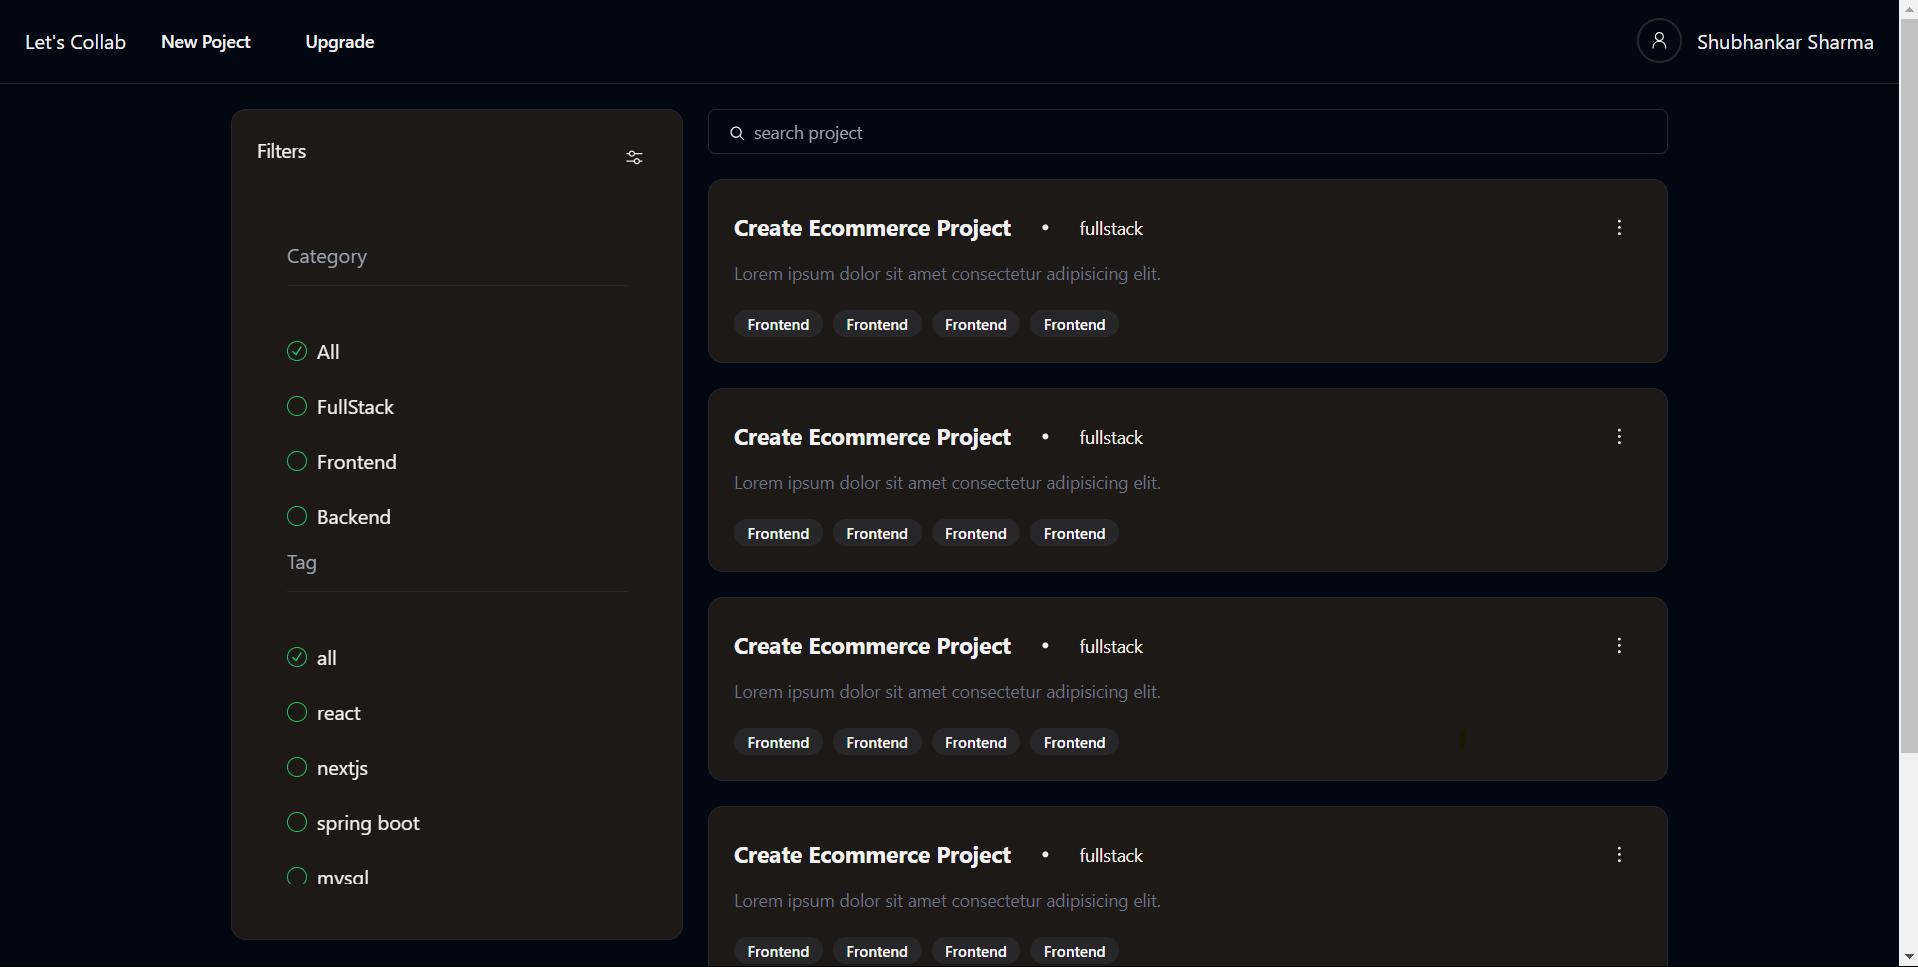 Let's Collab New Poject Upgrade Shubhankar Sharma
Filters
Category
All
FullStack
Frontend
Backend
Tag
all
react
nextjs
spring boot
mysql
search project
Create Ecommerce Project • fullstack
Lorem ipsum dolor sit amet consectetur adipisicing elit.
Frontend Frontend Frontend Frontend
Create Ecommerce Project • fullstack
Lorem ipsum dolor sit amet consectetur adipisicing elit.
Frontend Frontend Frontend Frontend
Create Ecommerce Project • fullstack
Lorem ipsum dolor sit amet consectetur adipisicing elit.
Frontend Frontend Frontend Frontend
Create Ecommerce Project • fullstack
Lorem ipsum dolor sit amet consectetur adipisicing elit.
Frontend Frontend Frontend Frontend